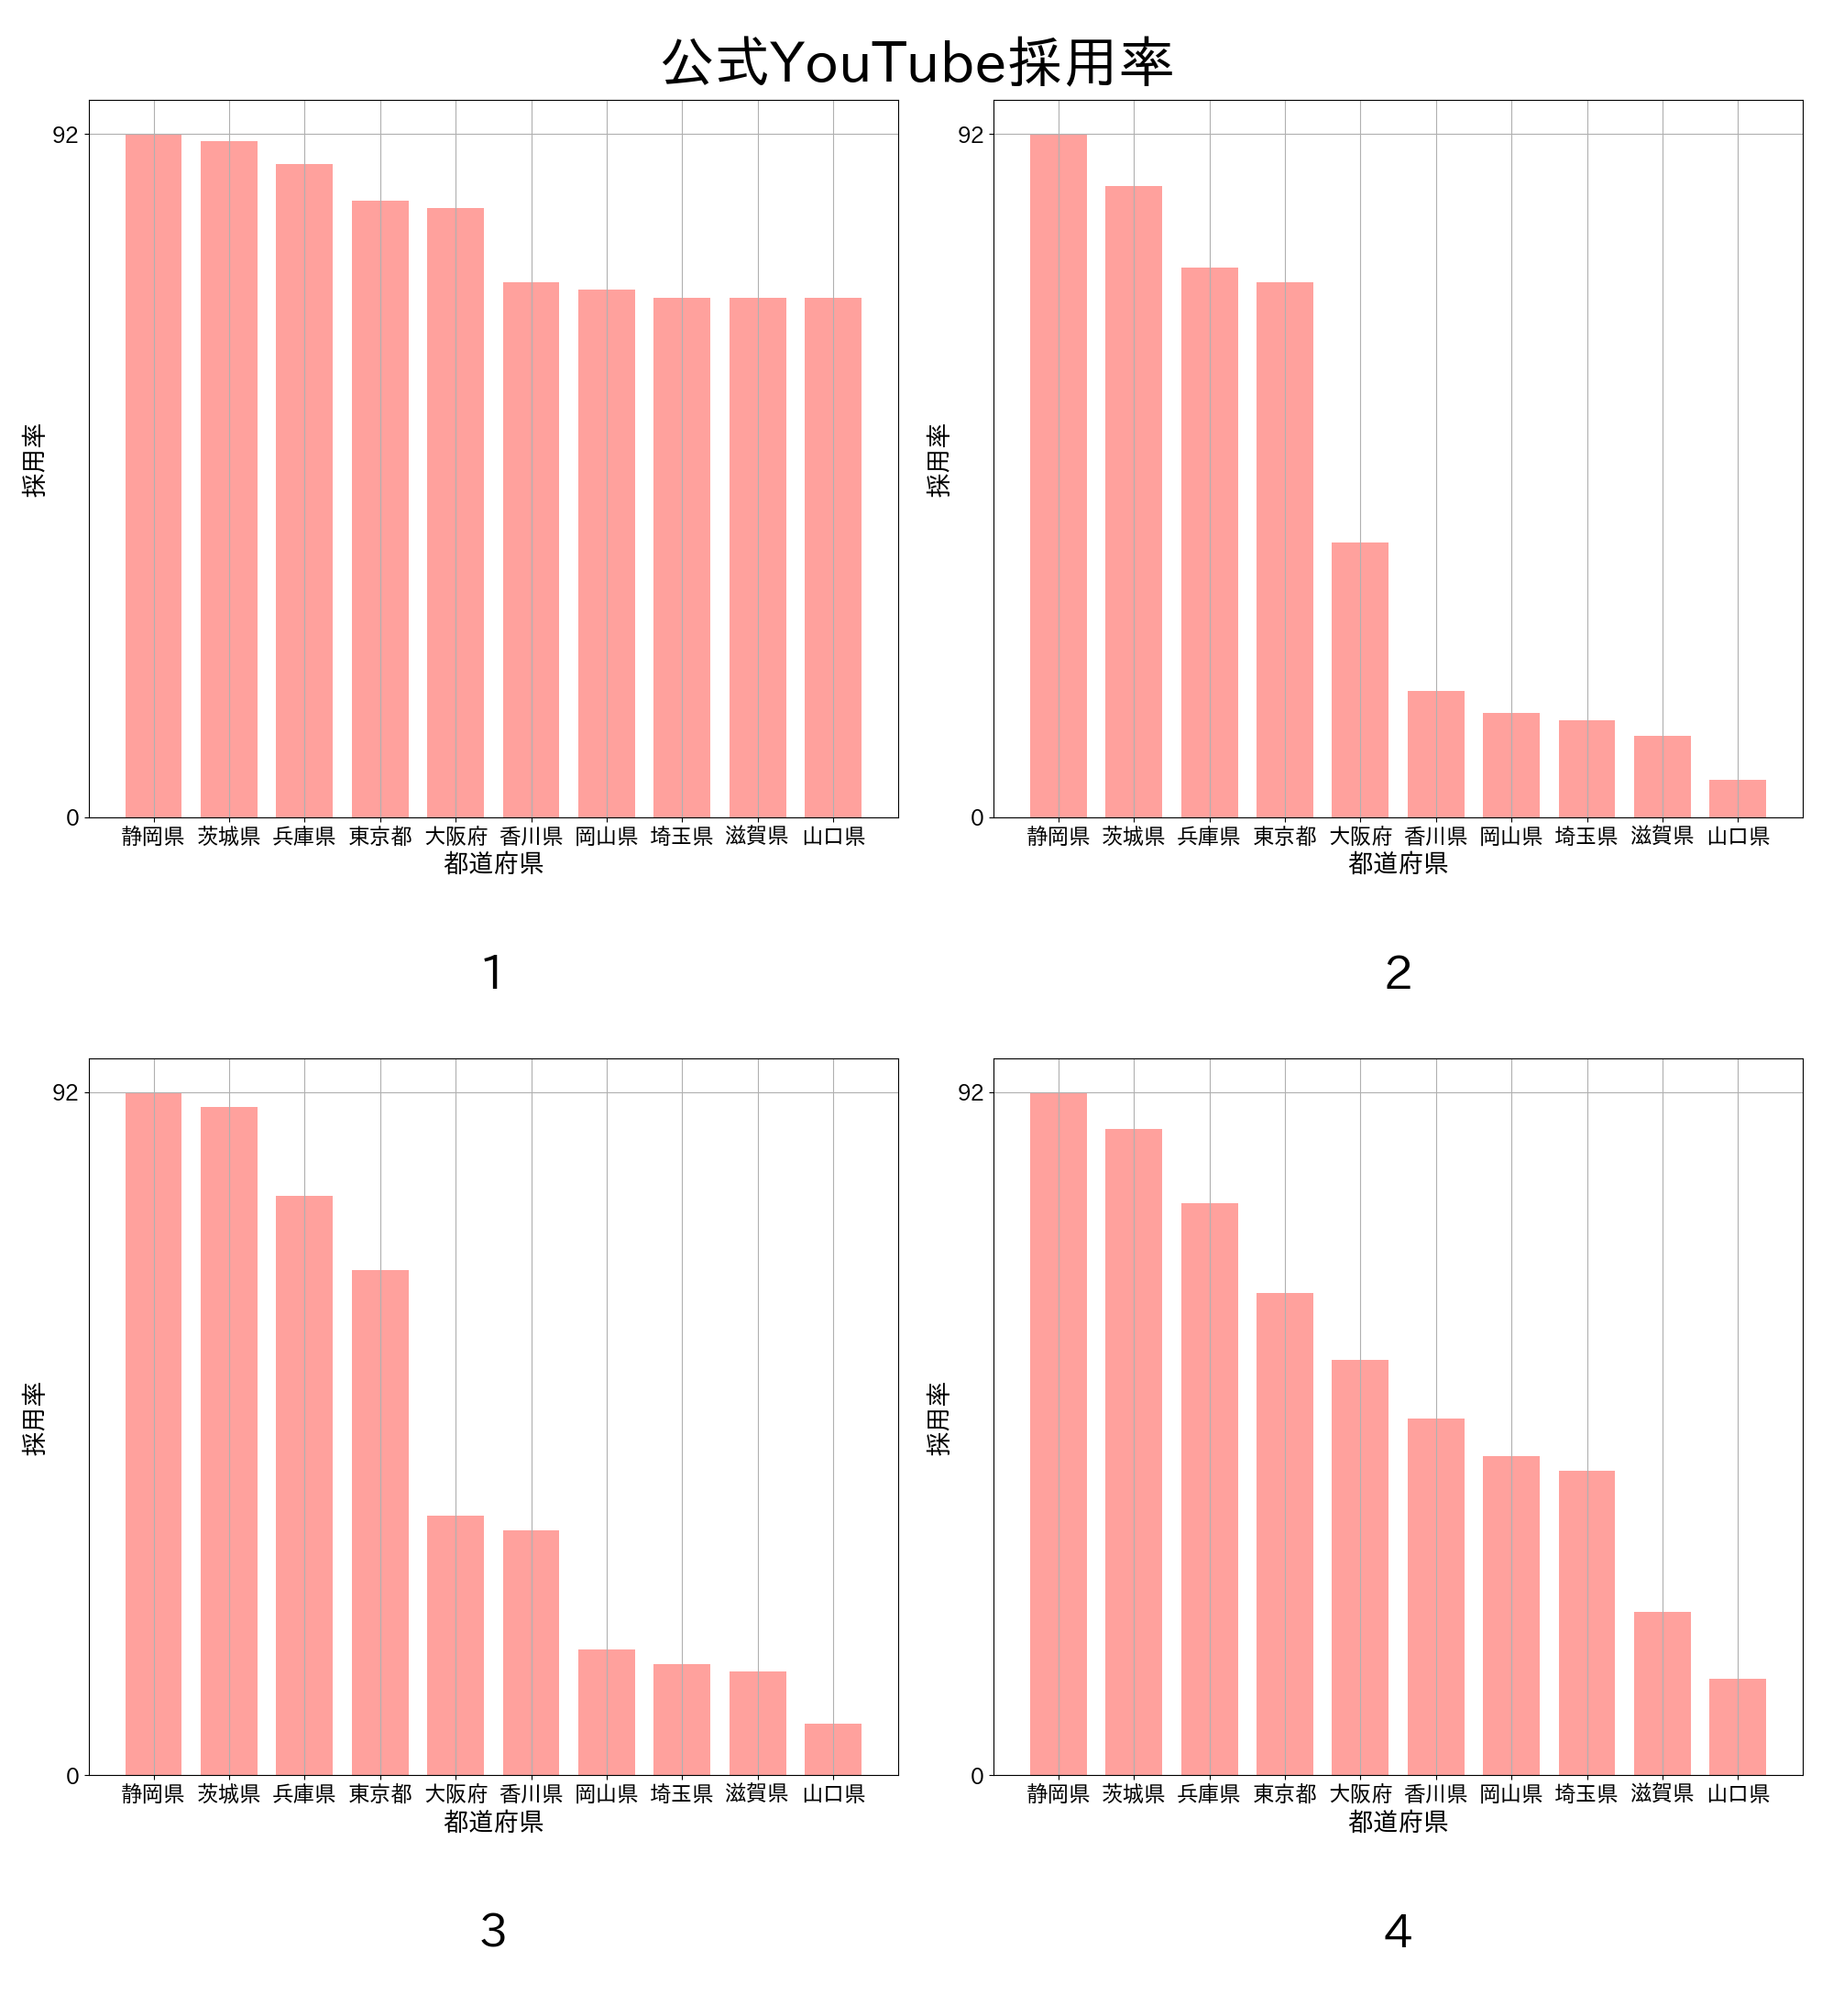 公式YouTube採用率
92
0
採用率
静岡県 茨城県 兵庫県 東京都 大阪府 香川県 岡山県 埼玉県 滋賀県 山口県
都道府県
1
92
0
採用率
静岡県 茨城県 兵庫県 東京都 大阪府 香川県 岡山県 埼玉県 滋賀県 山口県
都道府県
2
92
0
採用率
静岡県 茨城県 兵庫県 東京都 大阪府 香川県 岡山県 埼玉県 滋賀県 山口県
都道府県
3
92
0
採用率
静岡県 茨城県 兵庫県 東京都 大阪府 香川県 岡山県 埼玉県 滋賀県 山口県
都道府県
4